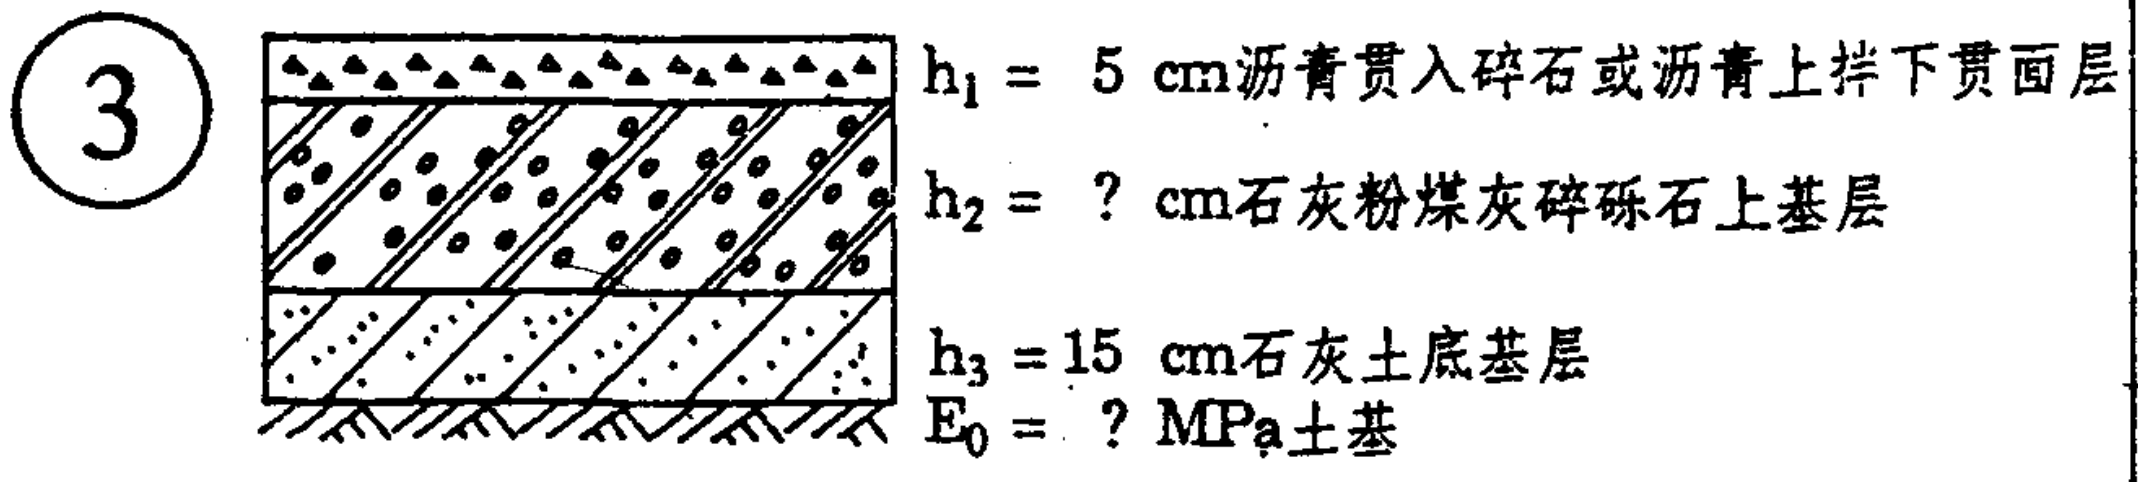 3
h₁ = 5 cm沥青贯入碎石或沥青上拌下贯面层
h₂ = ? cm石灰粉煤灰碎砾石上基层
h₃ = 15 cm石灰土底基层
E₀ = ? MPa土基